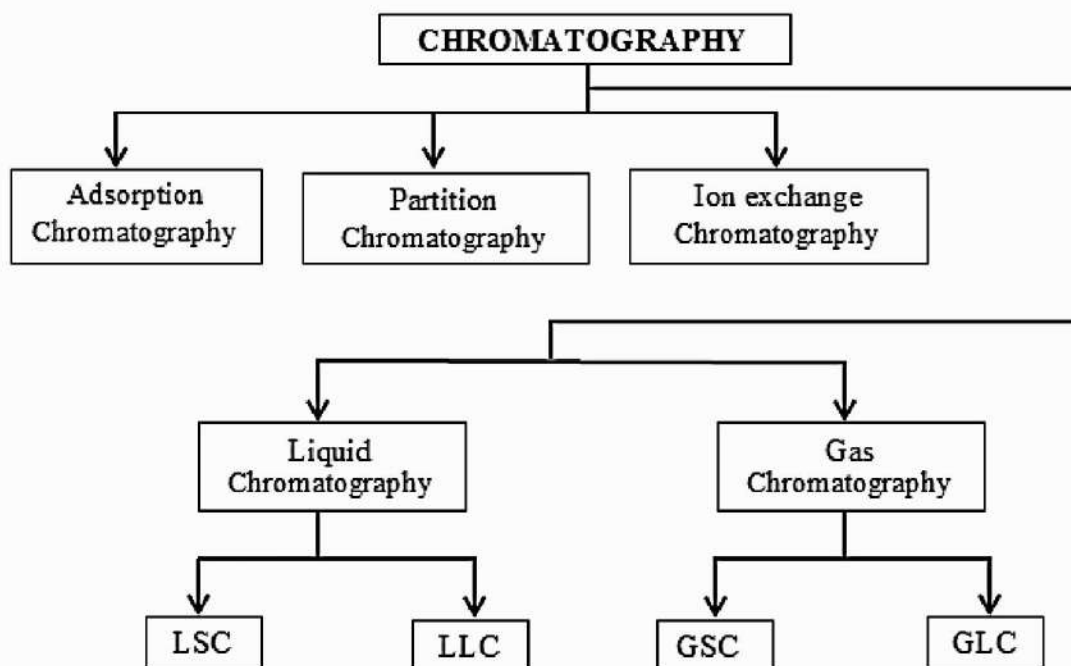 CHROMATOGRAPHY
Adsorption
Chromatography
Partition
Chromatography
Ion exchange
Chromatography
Liquid
Chromatography
Gas
Chromatography
LSC
LLC
GSC
GLC